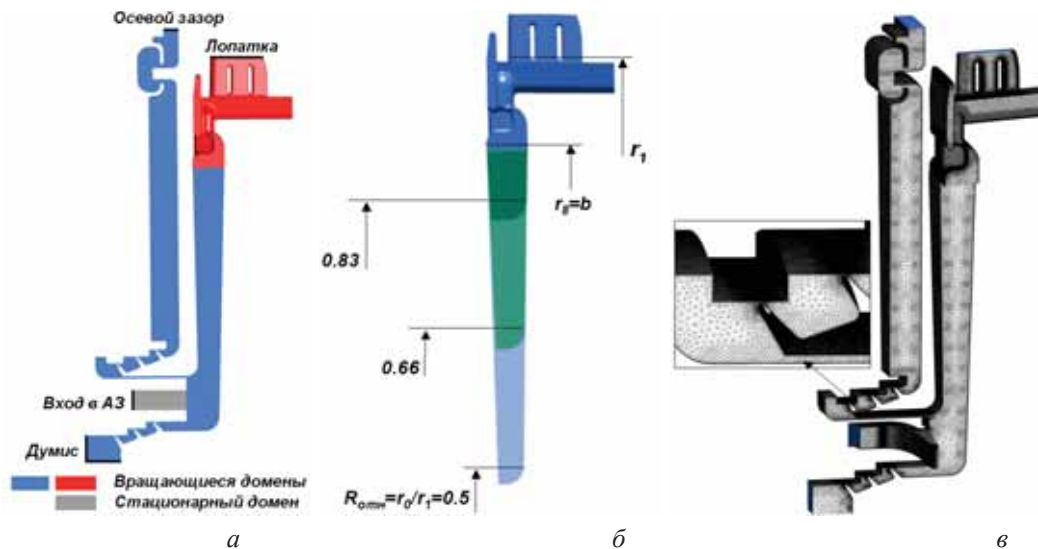 Осевой зазор
Лопатка
Вход в АЗ
Думис
Вращающиеся домены
Стационарный домен
а
r₁
r₈=b
0.83
0.66
Rотн=r₀/r₁=0.5
б
в